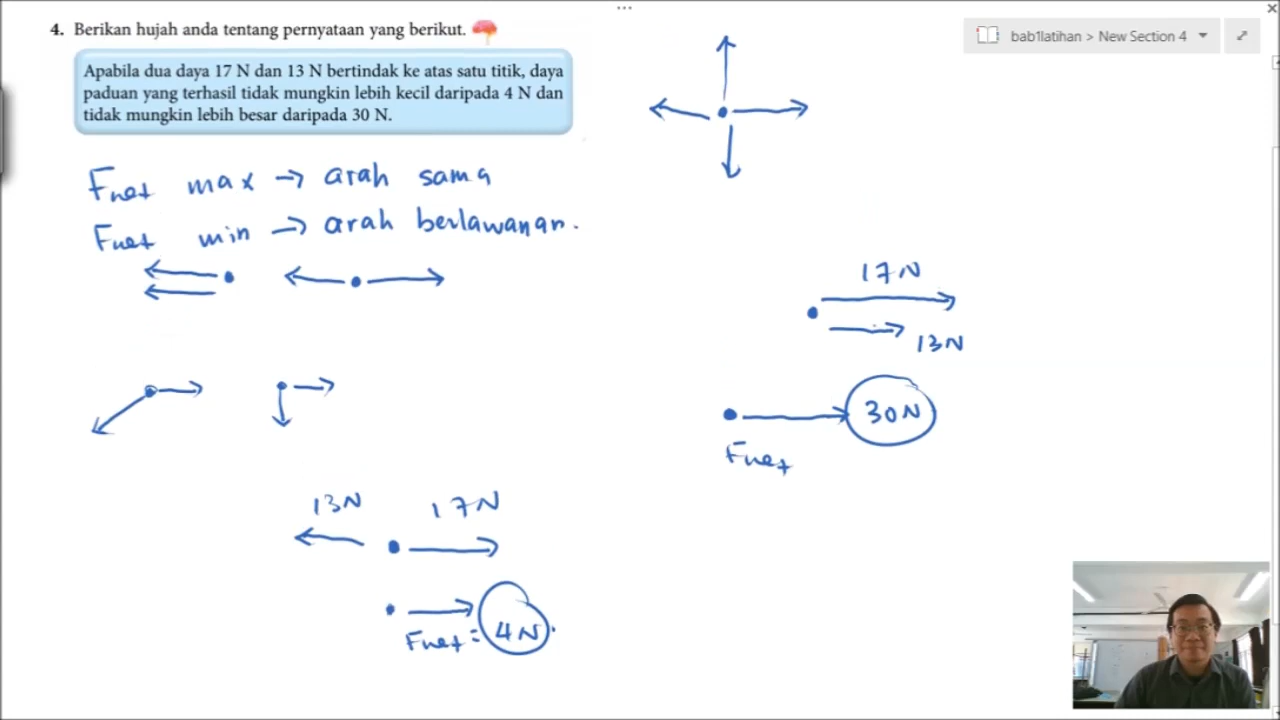 4. Berikan hujah anda tentang pernyataan yang berikut.
Apabila dua daya 17 N dan 13 N bertindak ke atas satu titik, daya
paduan yang terhasil tidak mungkin lebih kecil daripada 4 N dan
tidak mungkin lebih besar daripada 30 N.
bab1latihan > New Section 4
Fnet max → arah sama
Fnet min → arah berlawanan.
17N
13N
30N
Fnet
13N 17N
Fnet = 4N.